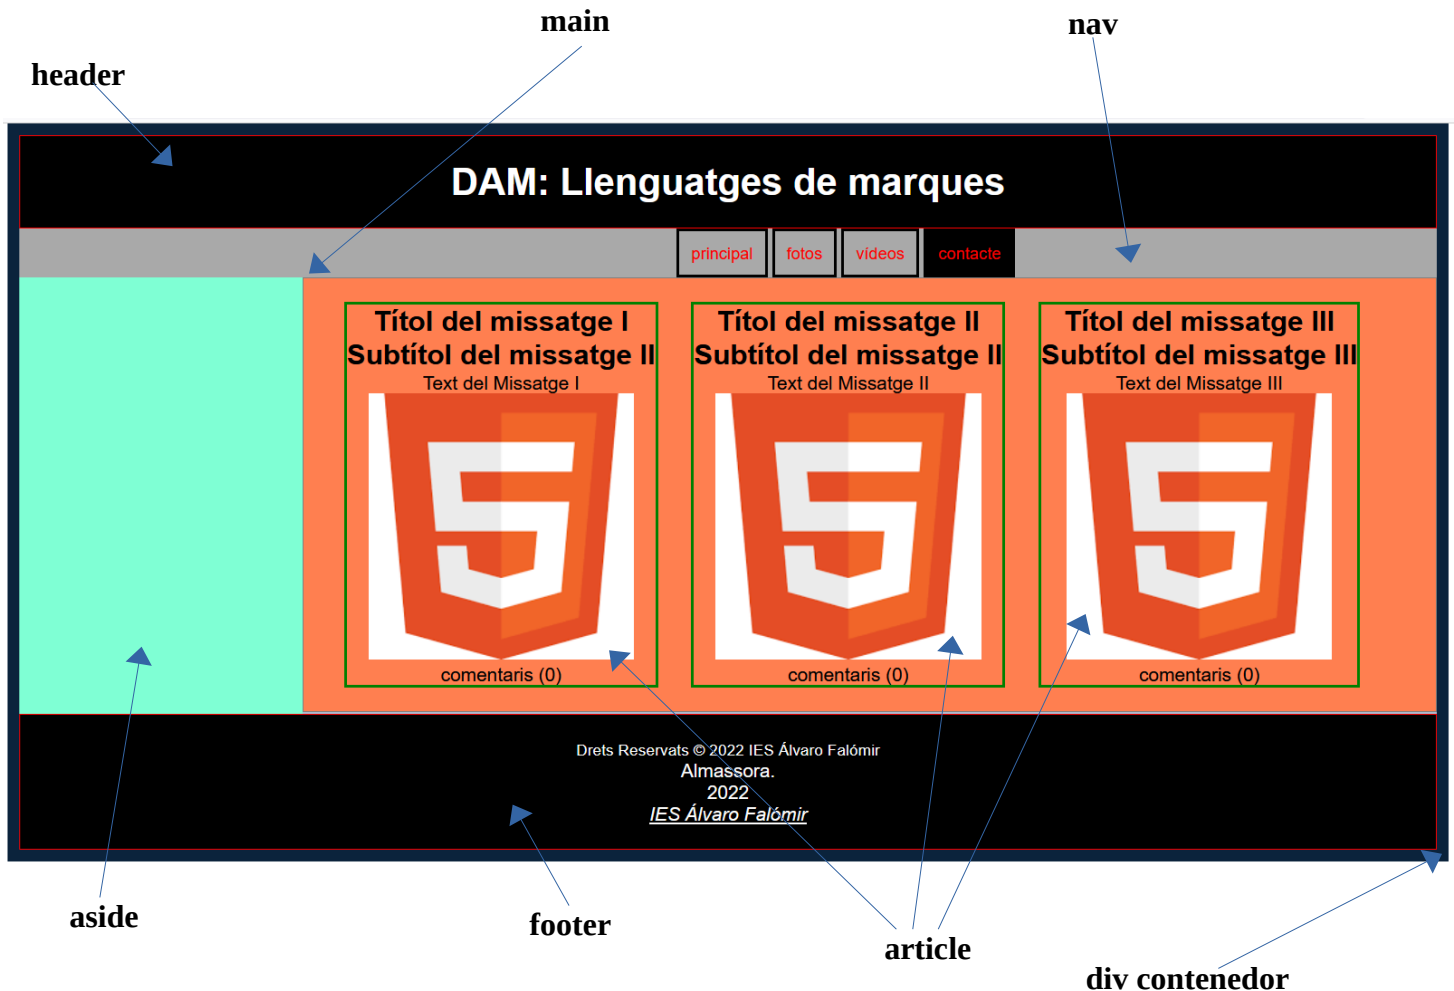 main
nav
header
DAM: Llenguatges de marques
principal fotos vídeos contacte
Títol del missatge I
Subtítol del missatge II
Text del Missatge I
comentaris (0)
Títol del missatge II
Subtítol del missatge II
Text del Missatge II
comentaris (0)
Títol del missatge III
Subtítol del missatge III
Text del Missatge III
comentaris (0)
Drets Reservats © 2022 IES Álvaro Falómir
Almassora.
2022
IES Álvaro Falómir
aside
footer
article
div contenedor